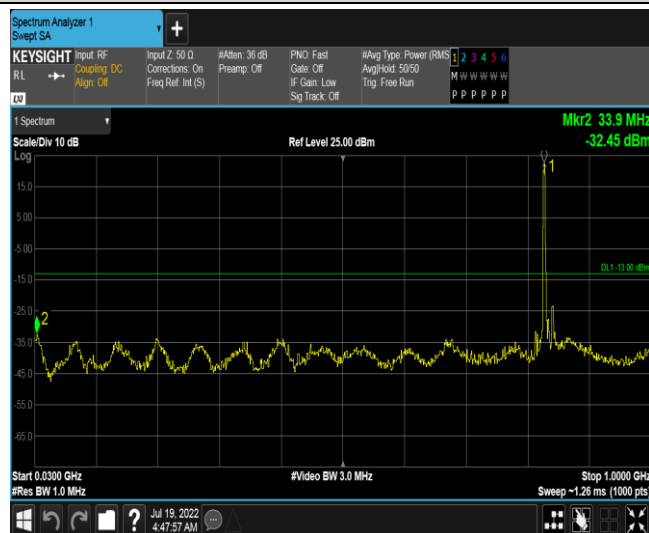 Spectrum Analyzer 1
Swept SA
+
KEYSIGHT
RL
Input: RF
Coupling: DC
Align: Off
Input Z: 50 Ω
Corrections: On
Freq Ref: Int (S)
#Atten: 36 dB
Preamp: Off
PNO: Fast
Gate: Off
IF Gain: Low
Sig Track: Off
#Avg Type: Power (RMS
Avg|Hold: 50/50
Trig: Free Run
1 2 3 4 5 6
M W W W W W
P P P P P P
1 Spectrum
Mkr2 33.9 MHz
Scale/Div 10 dB
Ref Level 25.00 dBm
-32.45 dBm
Log
1
15.0
5.00
-5.00
DL1 -13.00 dBm
-15.0
-25.0
2
-35.0
-45.0
-55.0
-65.0
Start 0.0300 GHz
#Video BW 3.0 MHz
Stop 1.0000 GHz
#Res BW 1.0 MHz
Sweep ~1.26 ms (1000 pts)
?
Jul 19, 2022
4:47:57 AM